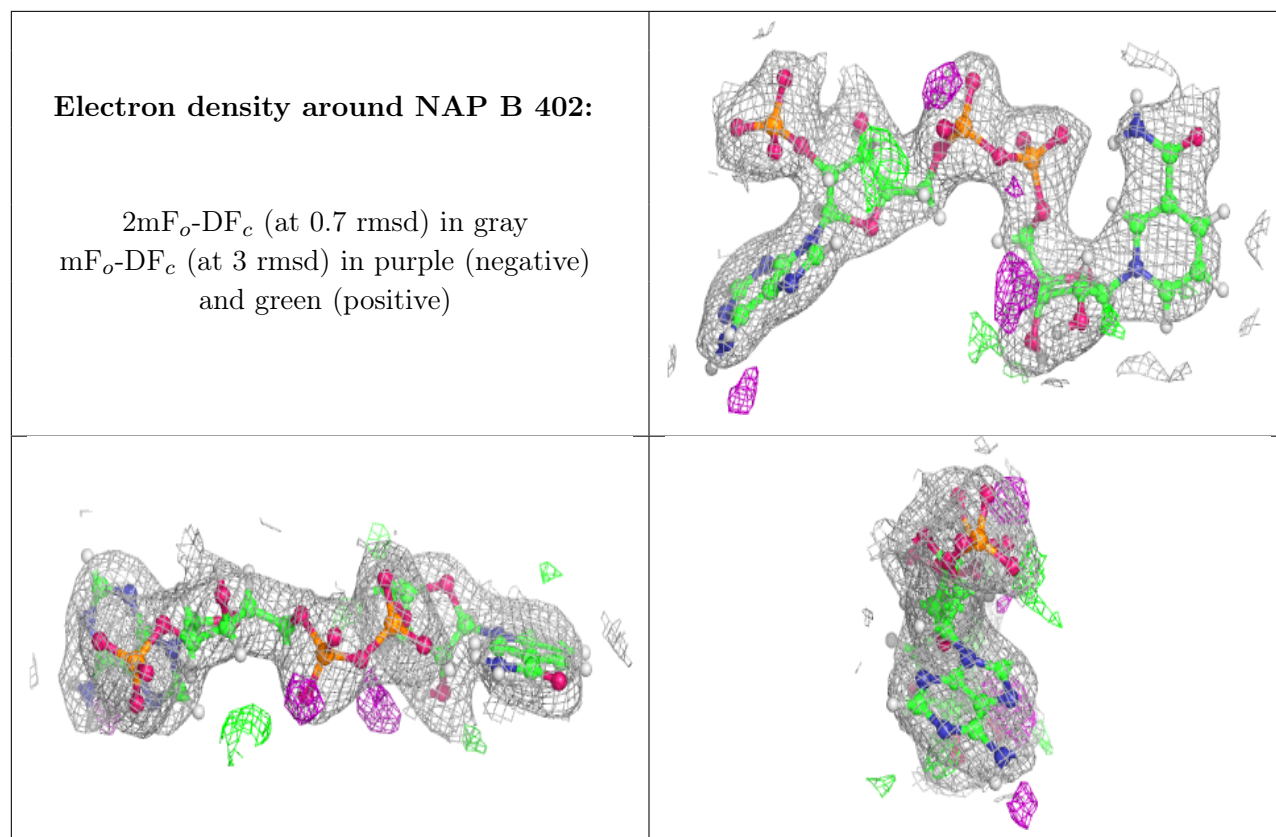 Electron density around NAP B 402:
2mFₒ-DF𝒸 (at 0.7 rmsd) in gray
mFₒ-DF𝒸 (at 3 rmsd) in purple (negative)
and green (positive)